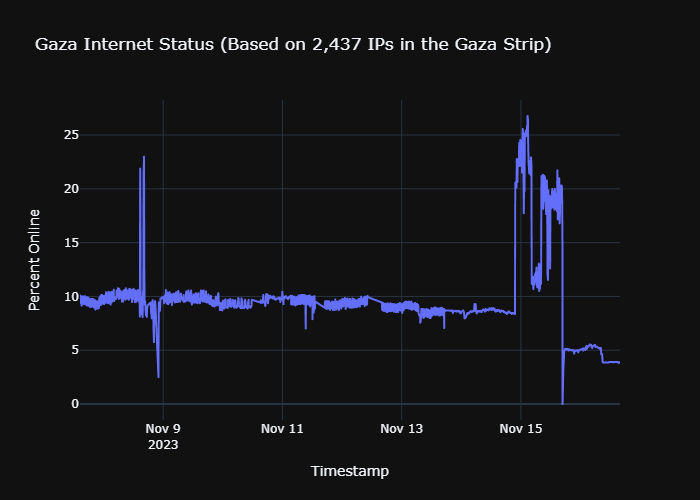 Gaza Internet Status (Based on 2,437 IPs in the Gaza Strip)
Percent Online
25
20
15
10
5
0
Nov 9
2023
Nov 11
Nov 13
Nov 15
Timestamp